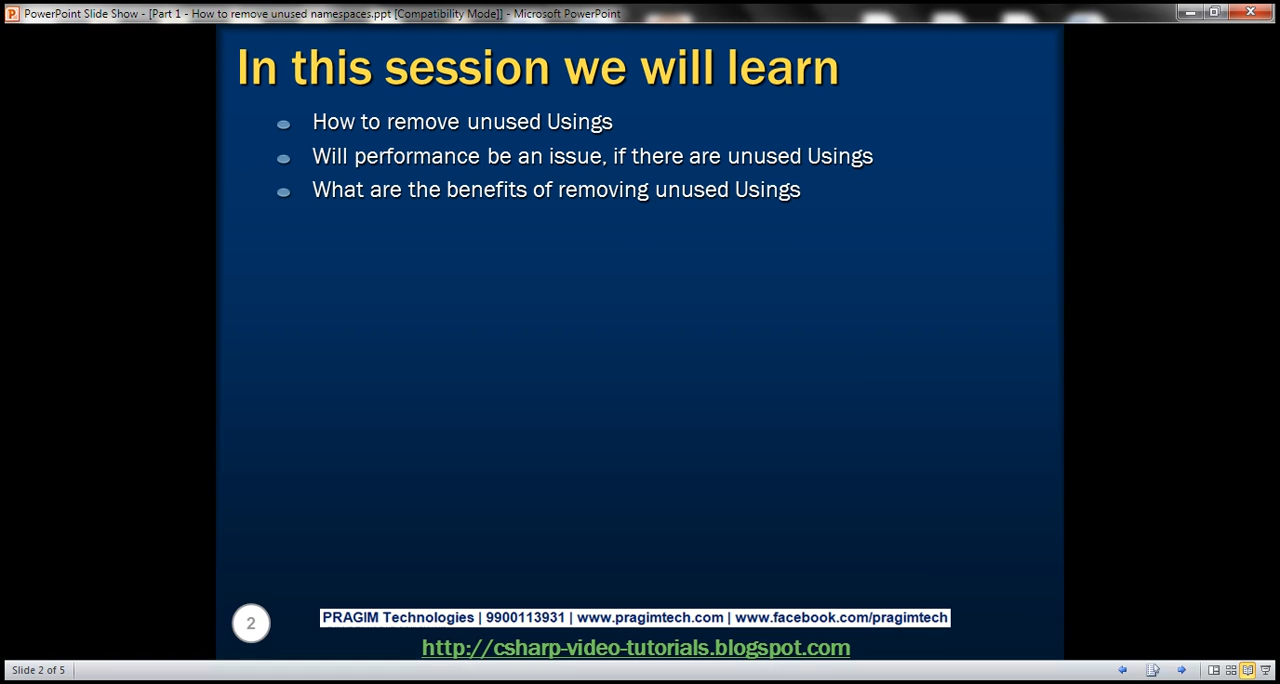 PowerPoint Slide Show - [Part 1 - How to remove unused namespaces.ppt [Compatibility Mode]] - Microsoft PowerPoint
In this session we will learn
How to remove unused Usings
Will performance be an issue, if there are unused Usings
What are the benefits of removing unused Usings
2
PRAGIM Technologies | 9900113931 | www.pragimtech.com | www.facebook.com/pragimtech
http://csharp-video-tutorials.blogspot.com
Slide 2 of 5